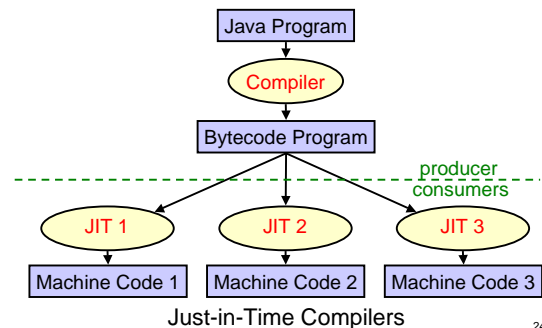 Java Program
Compiler
Bytecode Program
producer
consumers
JIT 1 JIT 2 JIT 3
Machine Code 1 Machine Code 2 Machine Code 3
Just-in-Time Compilers